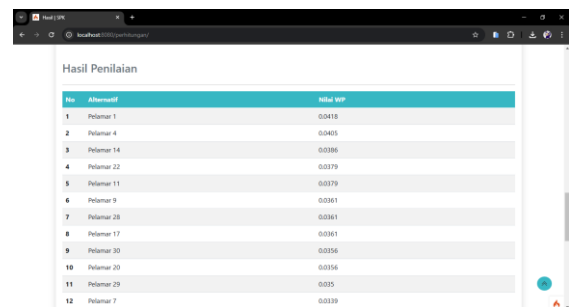 Hasil | SPK
localhost:8080/perhitungan/
Hasil Penilaian
No Alternatif Nilai WP
1 Pelamar 1 0.0418
2 Pelamar 4 0.0405
3 Pelamar 14 0.0386
4 Pelamar 22 0.0379
5 Pelamar 11 0.0379
6 Pelamar 9 0.0361
7 Pelamar 28 0.0361
8 Pelamar 17 0.0361
9 Pelamar 30 0.0356
10 Pelamar 20 0.0356
11 Pelamar 29 0.035
12 Pelamar 7 0.0339